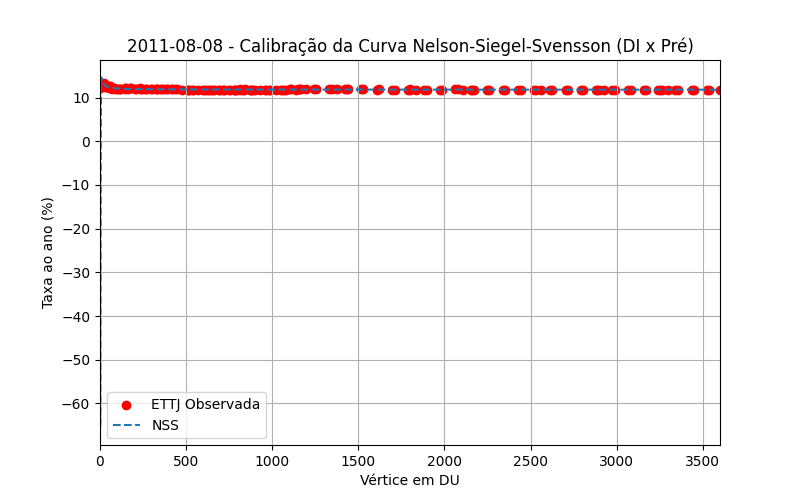 2011-08-08 - Calibração da Curva Nelson-Siegel-Svensson (DI x Pré)
Taxa ao ano (%)
10
0
−10
−20
−30
−40
−50
−60
ETTJ Observada
NSS
0 500 1000 1500 2000 2500 3000 3500
Vértice em DU